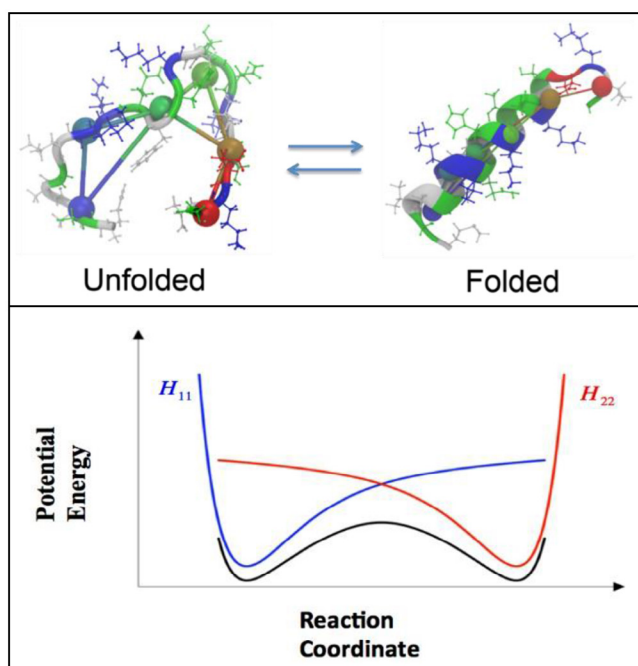 Unfolded
Folded
H₁₁
H₂₂
Potential
Energy
Reaction
Coordinate